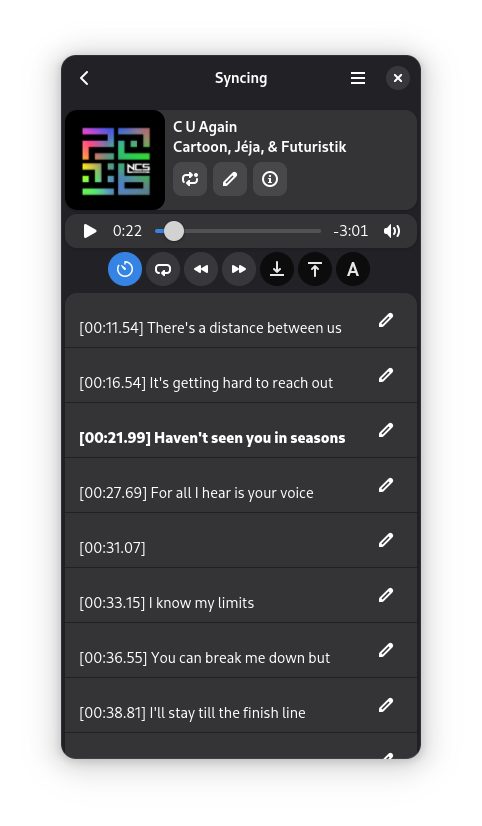 Syncing
NCS
C U Again
Cartoon, Jéja, & Futuristik
0:22
-3:01
A
[00:11.54] There's a distance between us
[00:16.54] It's getting hard to reach out
[00:21.99] Haven't seen you in seasons
[00:27.69] For all I hear is your voice
[00:31.07]
[00:33.15] I know my limits
[00:36.55] You can break me down but
[00:38.81] I'll stay till the finish line